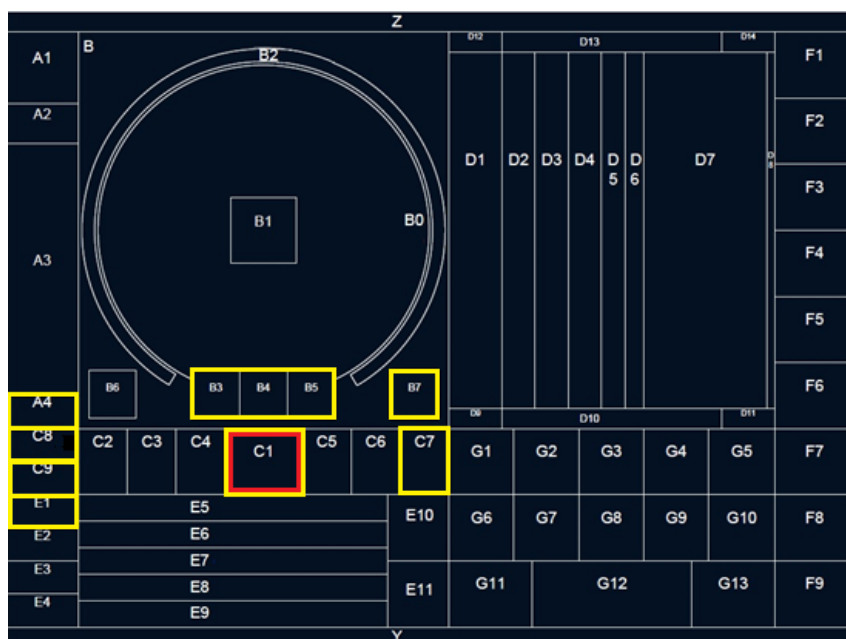 Z
A1
A2
A3
A4
C8
C9
E1
E2
E3
E4
B
B2
B1
B0
B6
B3 B4 B5
B7
C2 C3 C4 C1 C5 C6 C7
E5
E6
E7
E8
E9
E10
E11
D12 D13 D14
D1 D2 D3 D4 D5 D6 D7 D8
D9 D10 D11
G1 G2 G3 G4 G5
G6 G7 G8 G9 G10
G11 G12 G13
F1
F2
F3
F4
F5
F6
F7
F8
F9
Y